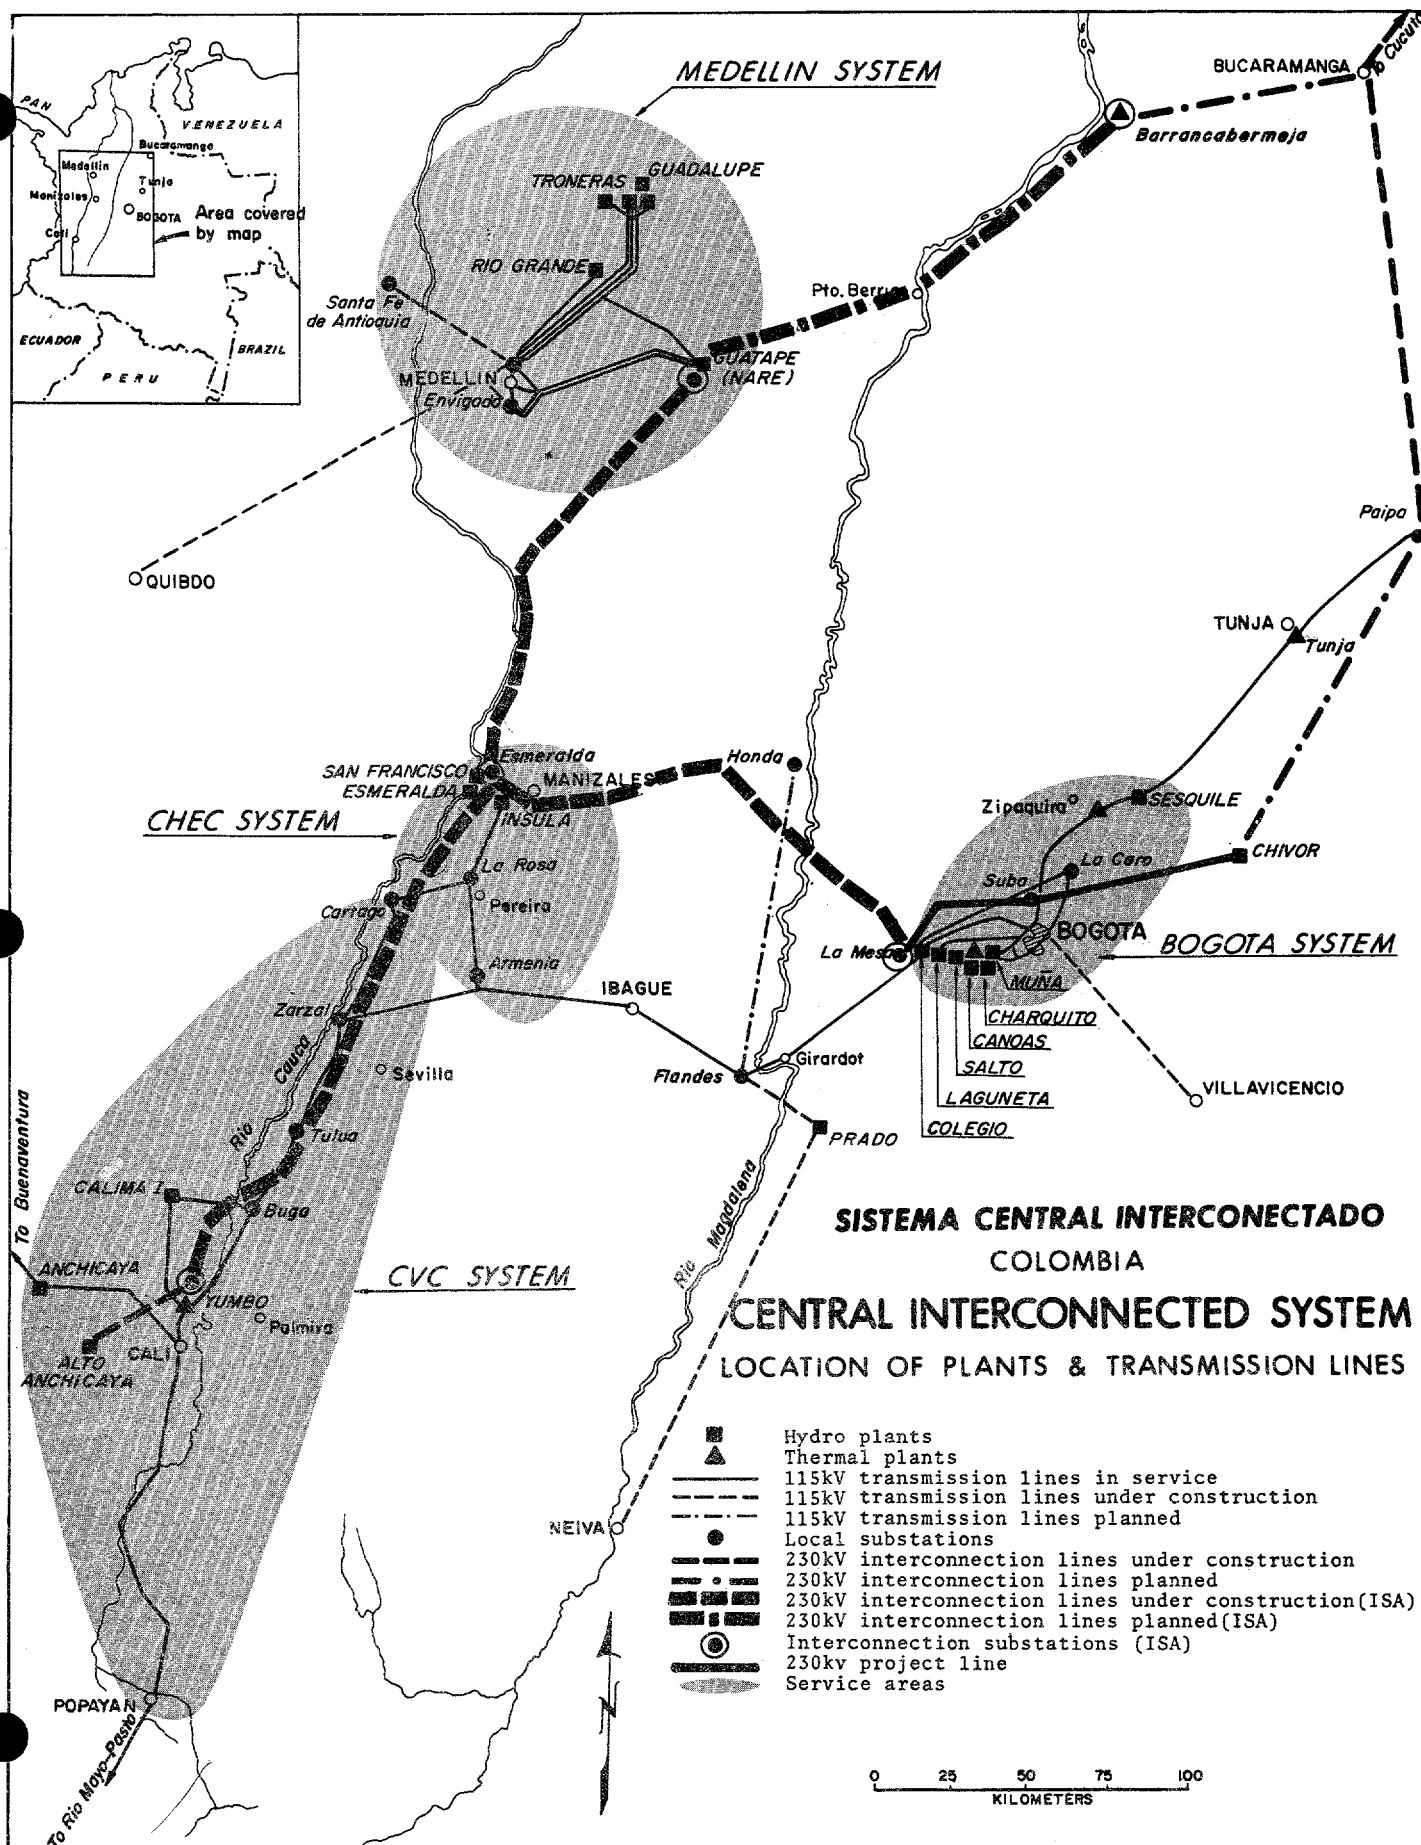 PAN
VENEZUELA
Bucaramanga
Medellin
Tunja
Manizales
BOGOTA
Cali
Area covered
by map
ECUADOR
BRAZIL
PERU
MEDELLIN SYSTEM
BUCARAMANGA
To Cucuta
Barrancabermeja
GUADALUPE
TRONERAS
RIO GRANDE
Santa Fe
de Antioquia
Pto. Berrio
GUATAPE
(NARE)
MEDELLIN
Envigado
QUIBDO
Paipa
TUNJA
Tunja
Esmeralda
Honda
SAN FRANCISCO
MANIZALES
ESMERALDA
INSULA
CHEC SYSTEM
Zipaquira
SESQUILE
CHIVOR
La Rosa
La Caro
Suba
Pereira
Cartago
BOGOTA
BOGOTA SYSTEM
La Mesa
Armenia
MUÑA
IBAGUE
Zarzal
CHARQUITO
CANOAS
Girardot
SALTO
Rio Cauca
Sevilla
Flandes
VILLAVICENCIO
LAGUNETA
COLEGIO
Tulua
PRADO
To Buenaventura
CALIMA I
Buga
Rio Magdalena
SISTEMA CENTRAL INTERCONECTADO
COLOMBIA
ANCHICAYA
CVC SYSTEM
YUMBO
Palmira
CENTRAL INTERCONNECTED SYSTEM
CALI
ALTO
ANCHICAYA
LOCATION OF PLANTS & TRANSMISSION LINES
Hydro plants
Thermal plants
115kV transmission lines in service
115kV transmission lines under construction
115kV transmission lines planned
NEIVA
Local substations
230kV interconnection lines under construction
230kV interconnection lines planned
230kV interconnection lines under construction(ISA)
230kV interconnection lines planned(ISA)
Interconnection substations (ISA)
230kv project line
Service areas
N
POPAYAN
To Rio Mayo-Pasto
0 25 50 75 100
KILOMETERS